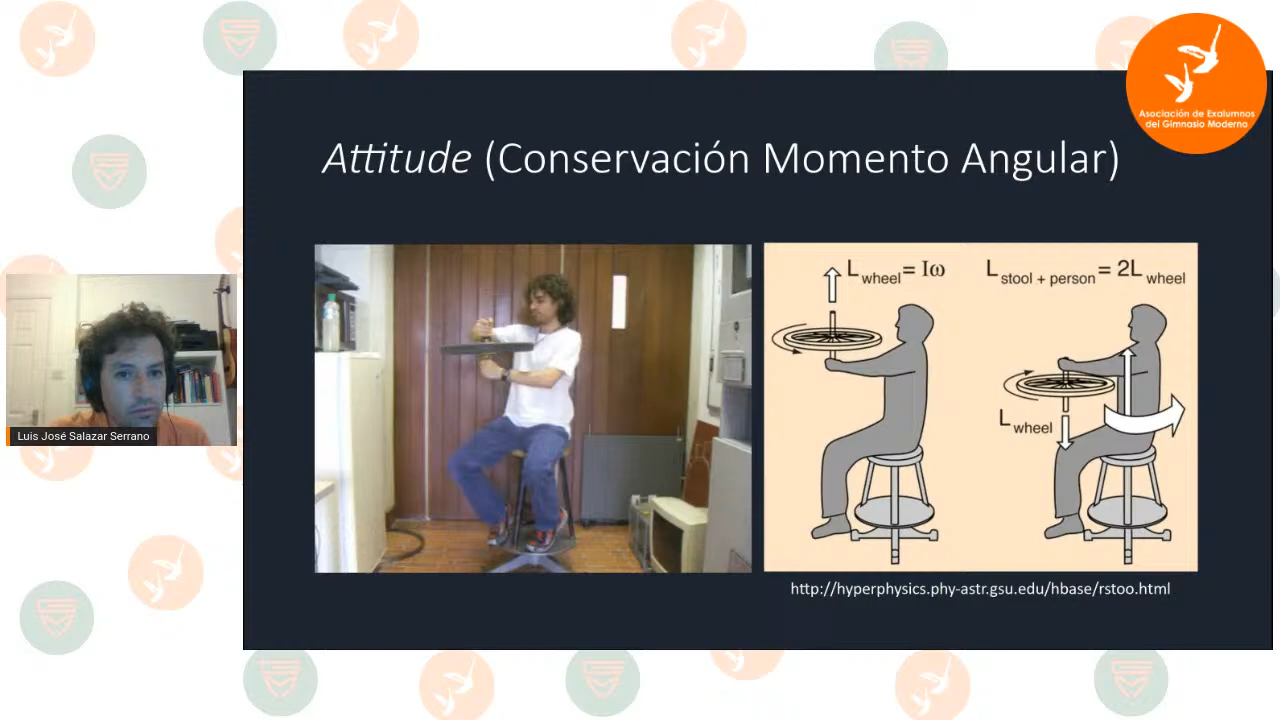 Asociación de Exalumnos
del Gimnasio Moderno
Attitude (Conservación Momento Angular)
L wheel = Iω
L stool + person = 2L wheel
L wheel
Luis José Salazar Serrano
http://hyperphysics.phy-astr.gsu.edu/hbase/rstoo.html